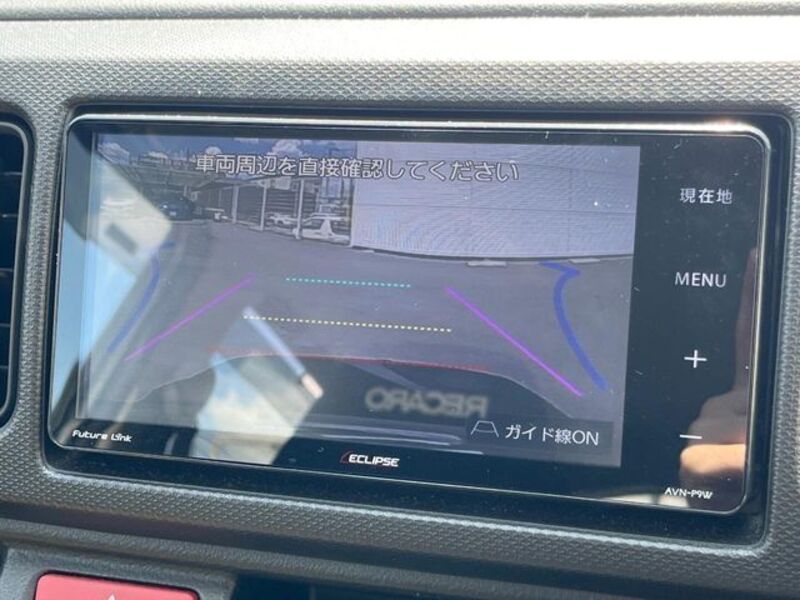 車両周辺を直接確認してください
現在地
MENU
+
−
RECARO
ガイド線ON
Future Link
ECLIPSE
AVN-P9W